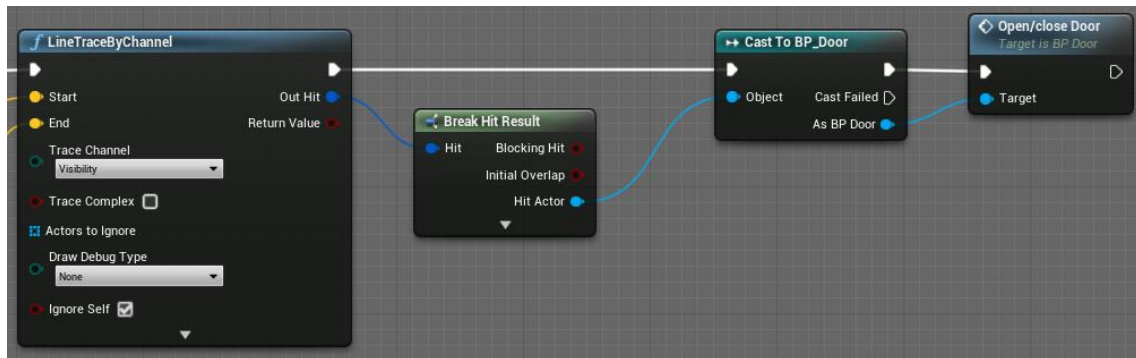 LineTraceByChannel
Start
Out Hit
End
Return Value
Trace Channel
Visibility
Trace Complex
Actors to Ignore
Draw Debug Type
None
Ignore Self
Break Hit Result
Hit
Blocking Hit
Initial Overlap
Hit Actor
Cast To BP_Door
Object
Cast Failed
As BP Door
Open/close Door
Target is BP Door
Target